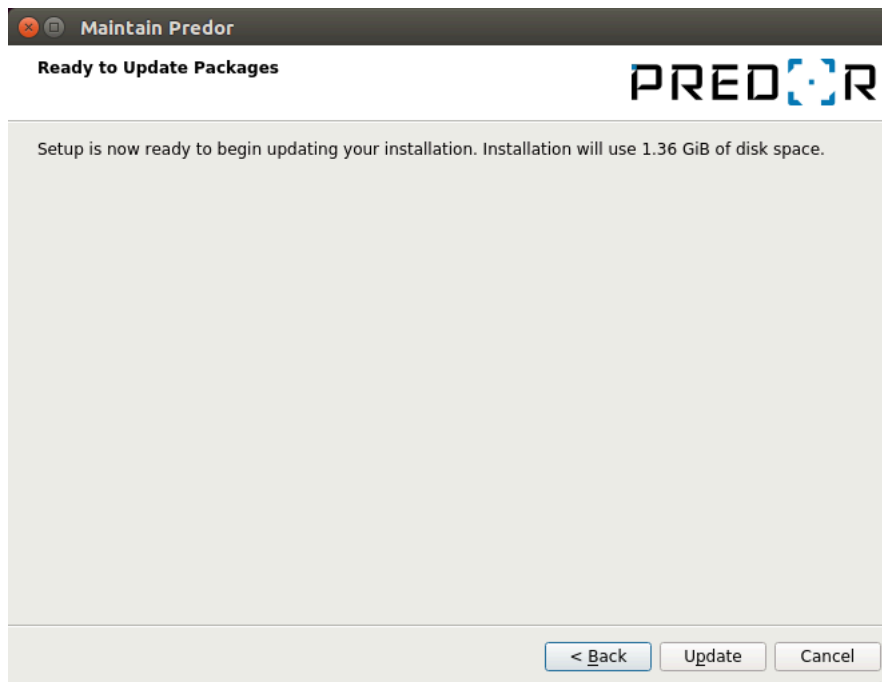 Maintain Predor
Ready to Update Packages
PREDOR
Setup is now ready to begin updating your installation. Installation will use 1.36 GiB of disk space.
< Back
Update
Cancel